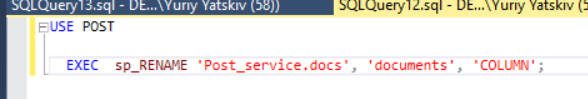 SQLQuery13.sql - DE...\Yuriy Yatskiv (58))
SQLQuery12.sql - DE...\Yuriy Yatskiv (5
USE POST
EXEC sp_RENAME 'Post_service.docs', 'documents', 'COLUMN';